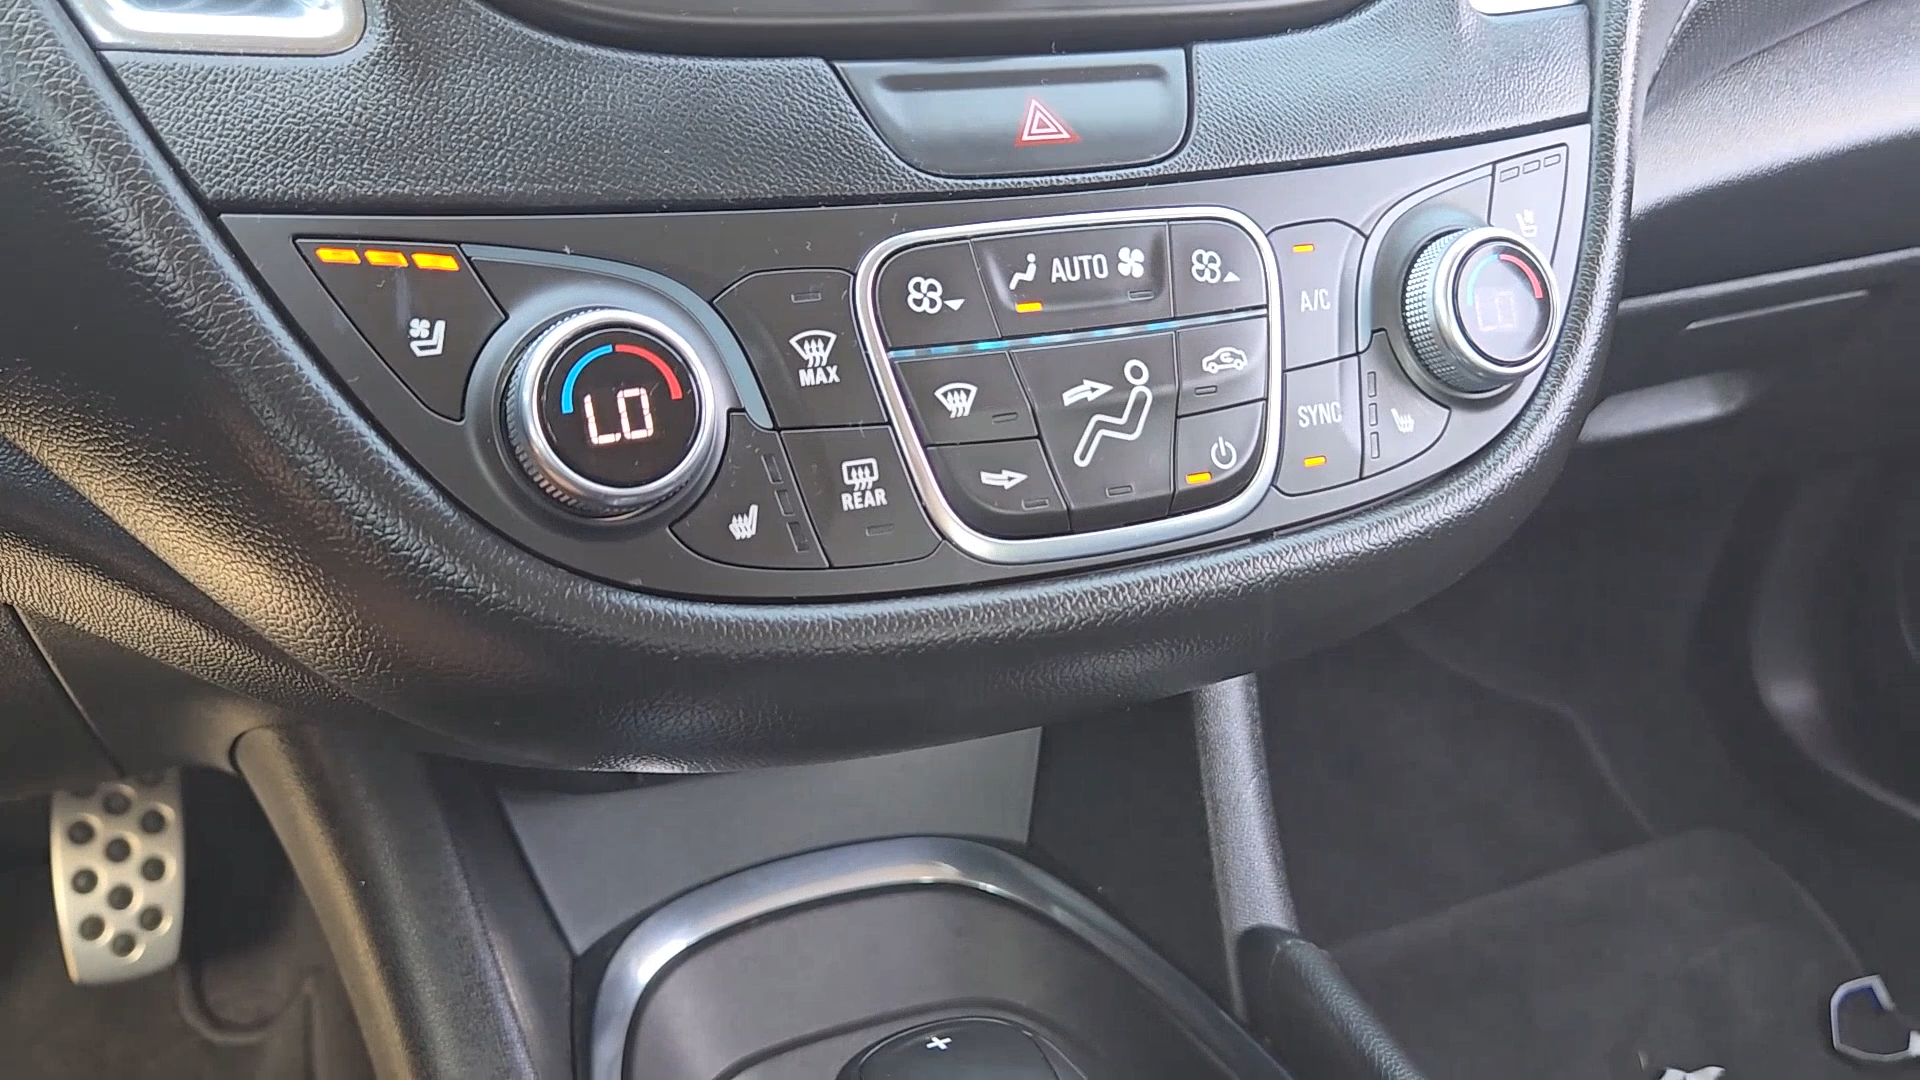 AUTO
A/C
MAX
LO
LO
SYNC
REAR
+